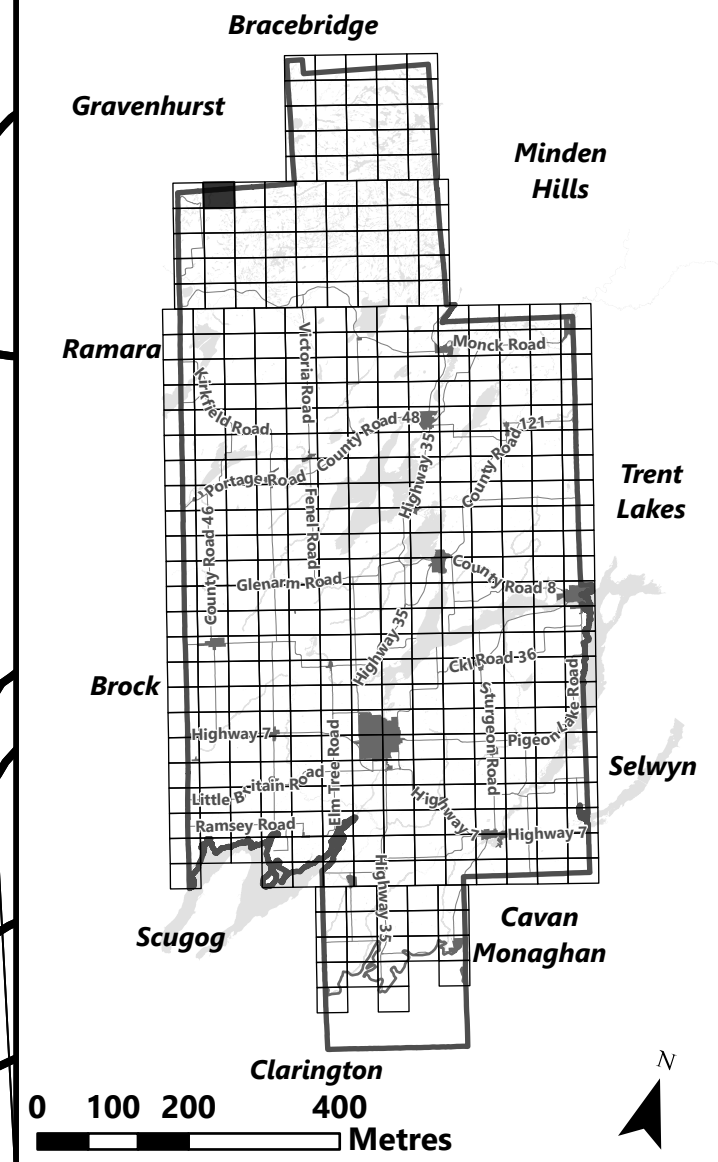 Bracebridge
Gravenhurst
Minden
Hills
Ramara
Monck Road
Victoria Road
Kirkfield Road
County Road 48
121
County Road
Highway 35
Portage Road
Trent
Lakes
Fenel Road
County Road 46
Glenarm Road
County Road 8
Highway 35
CKL Road 36
Brock
Sturgeon Road
Pigeon Lake Road
Highway 7
Elm Tree Road
Selwyn
Little Britain Road
Highway 7
Ramsey Road
Highway 7
Highway 35
Scugog
Cavan
Monaghan
Clarington
N
0 100 200 400
Metres